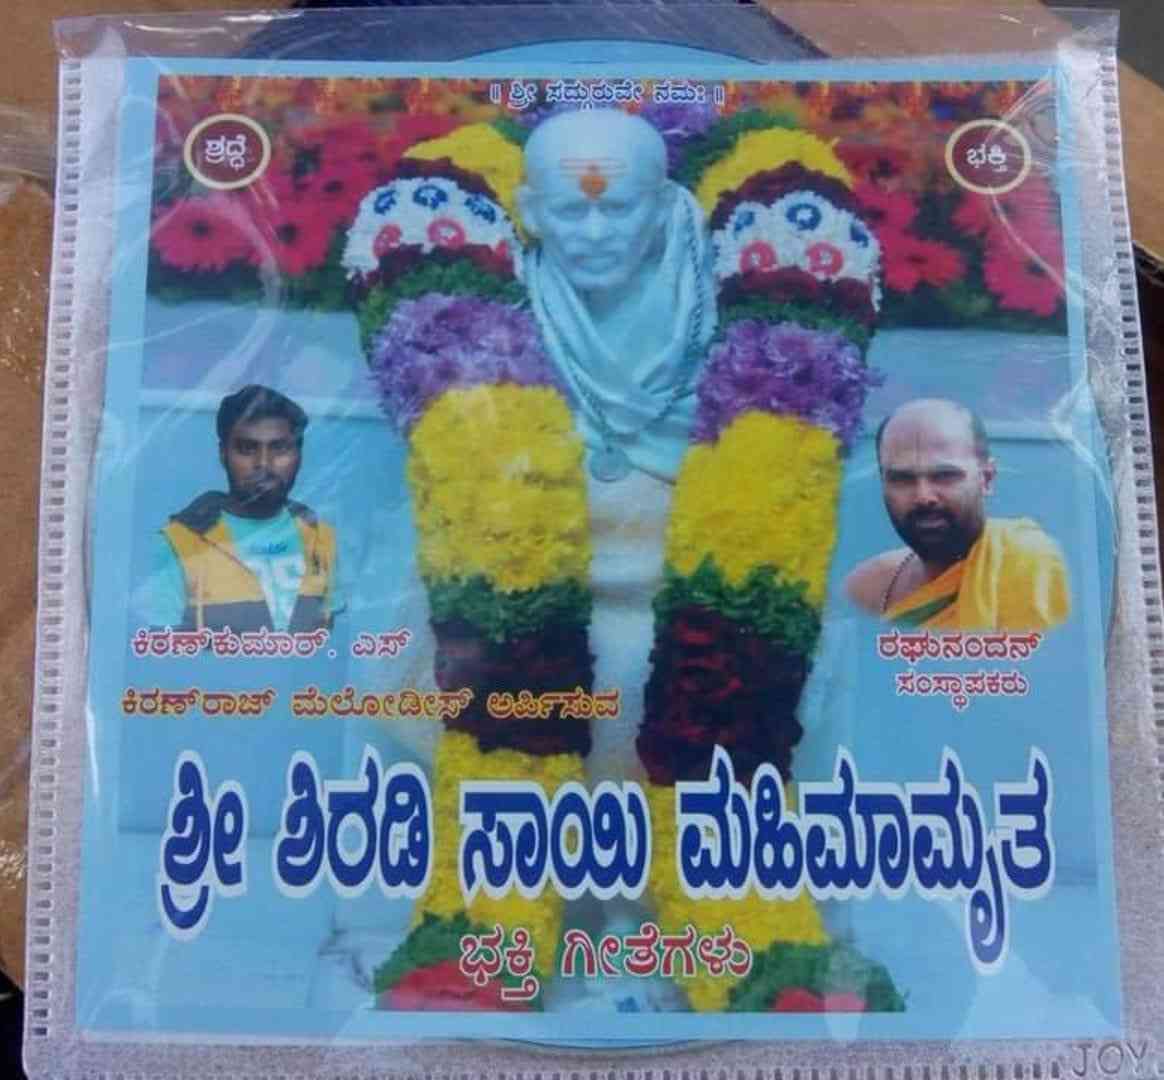 ॥ ಶ್ರೀ ಸದ್ಗುರುವೇ ನಮಃ ॥
ಶ್ರದ್ಧೆ
ಭಕ್ತಿ
ಕಿರಣ್‌ಕುಮಾರ್. ಎಸ್
ರಘುನಂದನ್
ಸಂಸ್ಥಾಪಕರು
ಕಿರಣ್‌ರಾಜ್ ಮೆಲೋಡೀಸ್ ಅರ್ಪಿಸುವ
ಶ್ರೀ ಶಿರಡಿ ಸಾಯಿ ಮಹಿಮಾಮೃತ
ಭಕ್ತಿ ಗೀತೆಗಳು
JOY